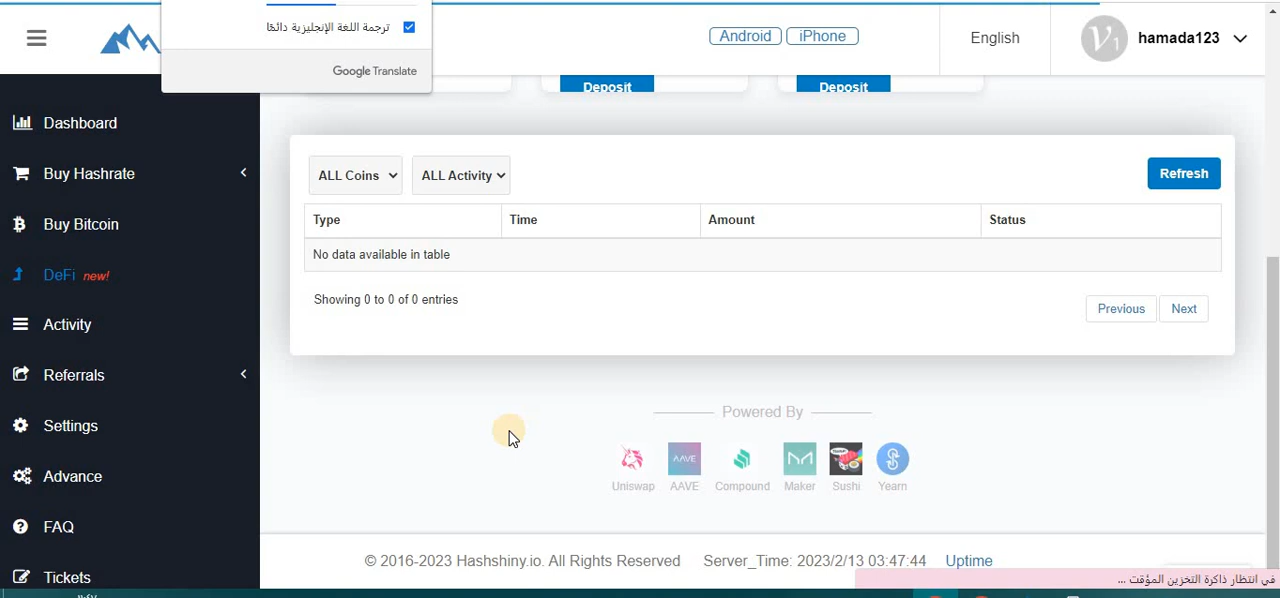 ترجمة اللغة الإنجليزية دائمًا
Google Translate
Android
iPhone
English
V1
hamada123
Dashboard
Buy Hashrate
Buy Bitcoin
DeFi new!
Activity
Referrals
Settings
Advance
FAQ
Tickets
Deposit
Deposit
ALL Coins
ALL Activity
Refresh
Type Time Amount Status
No data available in table
Showing 0 to 0 of 0 entries
Previous
Next
Powered By
AAVE
Uniswap AAVE Compound Maker Sushi Yearn
© 2016-2023 Hashshiny.io. All Rights Reserved Server_Time: 2023/2/13 03:47:44 Uptime
في انتظار ذاكرة التخزين المؤقت ...